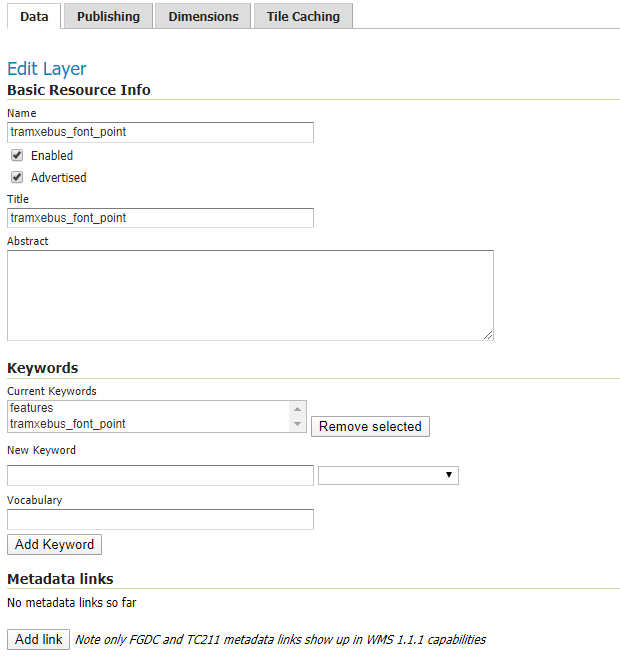 Data Publishing Dimensions Tile Caching
Edit Layer
Basic Resource Info
Name
tramxebus_font_point
Enabled
Advertised
Title
tramxebus_font_point
Abstract
Keywords
Current Keywords
features
tramxebus_font_point
Remove selected
New Keyword
Vocabulary
Add Keyword
Metadata links
No metadata links so far
Add link Note only FGDC and TC211 metadata links show up in WMS 1.1.1 capabilities